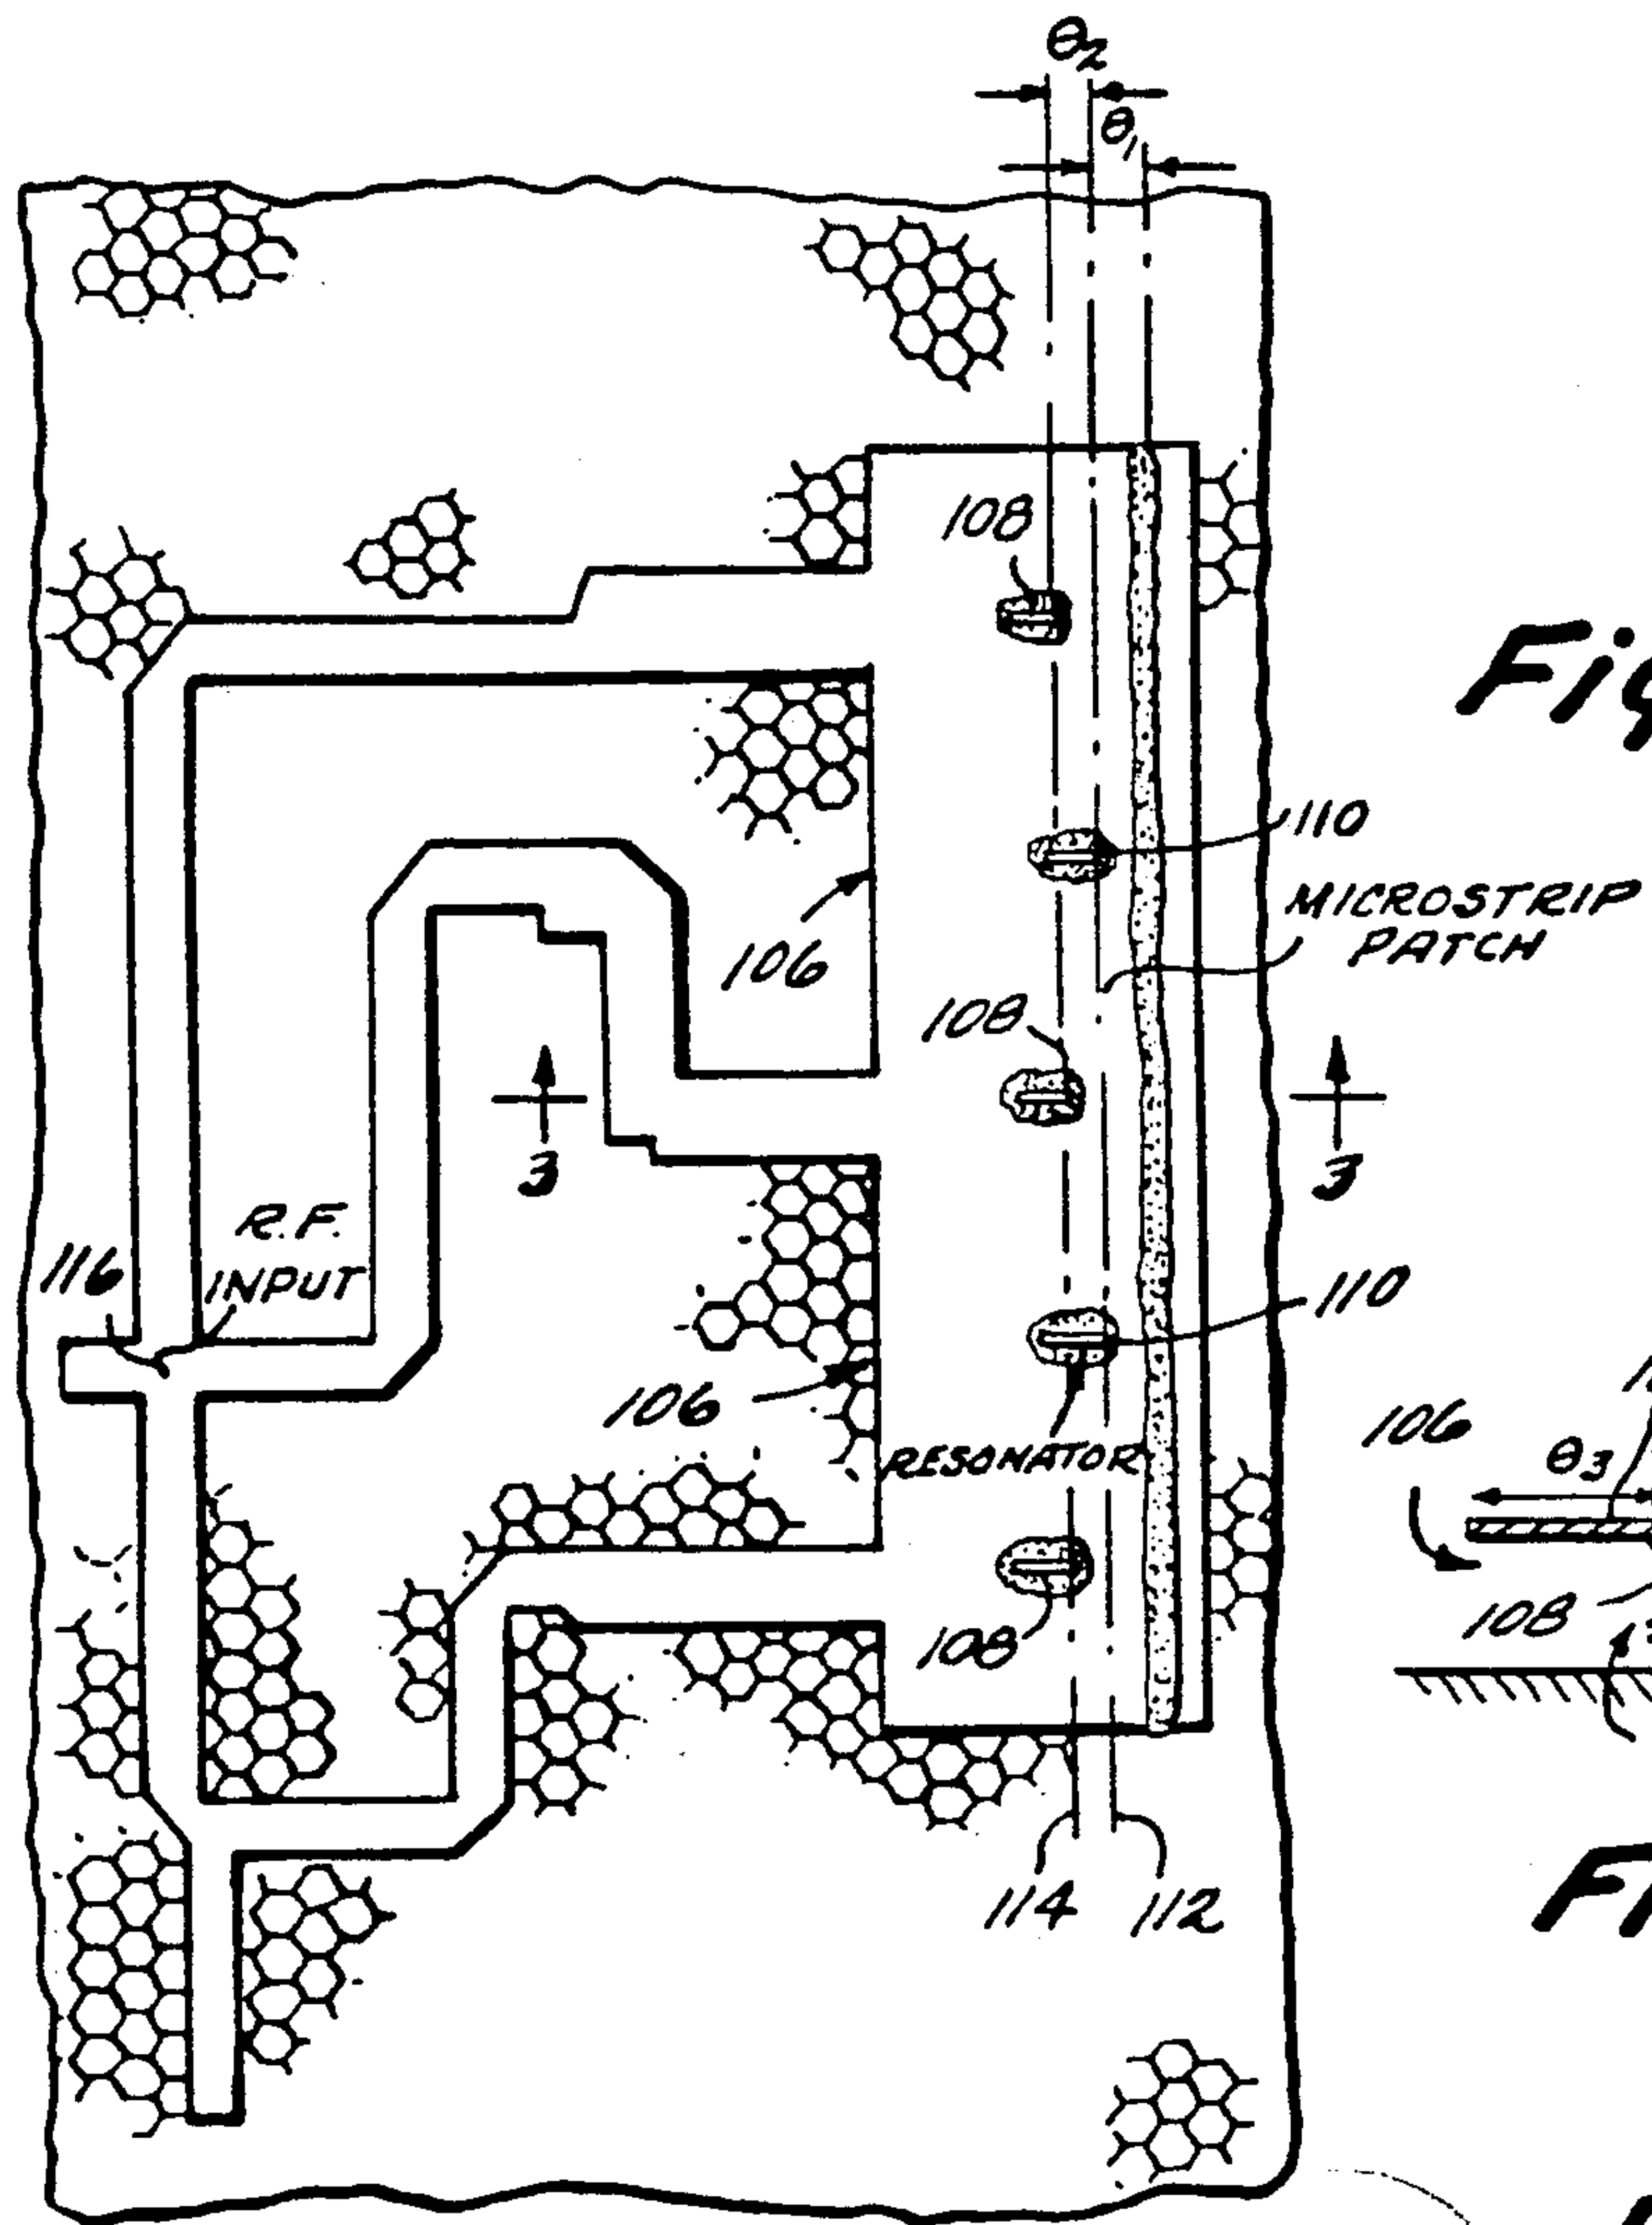 θ2
θ1
108
Fig
110
MICROSTRIP
PATCH
106
108
3
3
R.F.
INPUT
116
110
106
106
θ3
RESONATOR
108
108
114
112